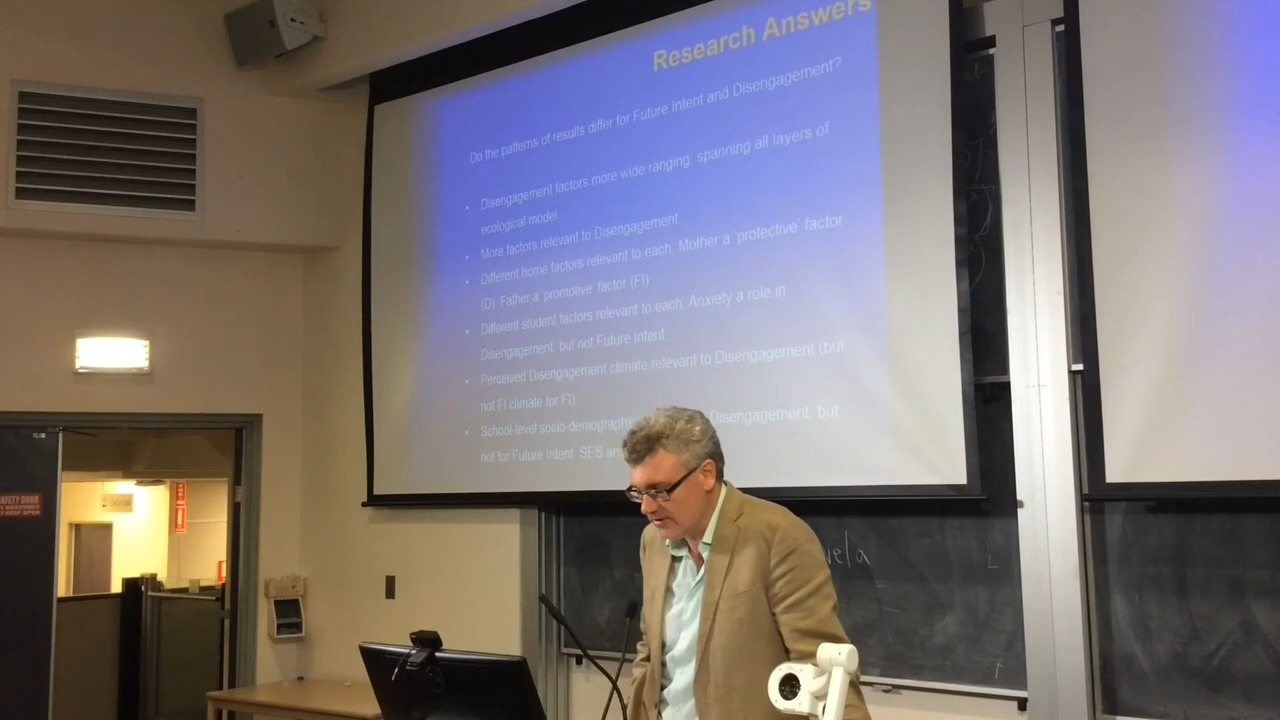 Research Answers
Do the patterns of results differ for Future Intent and Disengagement?
• Disengagement factors more wide ranging, spanning all layers of
ecological model.
• More factors relevant to Disengagement.
• Different home factors relevant to each: Mother a 'protective' factor
(D) Father a 'promotive' factor (FI)
• Different student factors relevant to each: Anxiety a role in
Disengagement, but not Future Intent.
• Perceived Disengagement climate relevant to Disengagement (but
not FI climate for FI)
• School-level socio-demographic Disengagement, but
not for Future Intent: SES
SAFETY DOOR
KEEP OPEN
vela